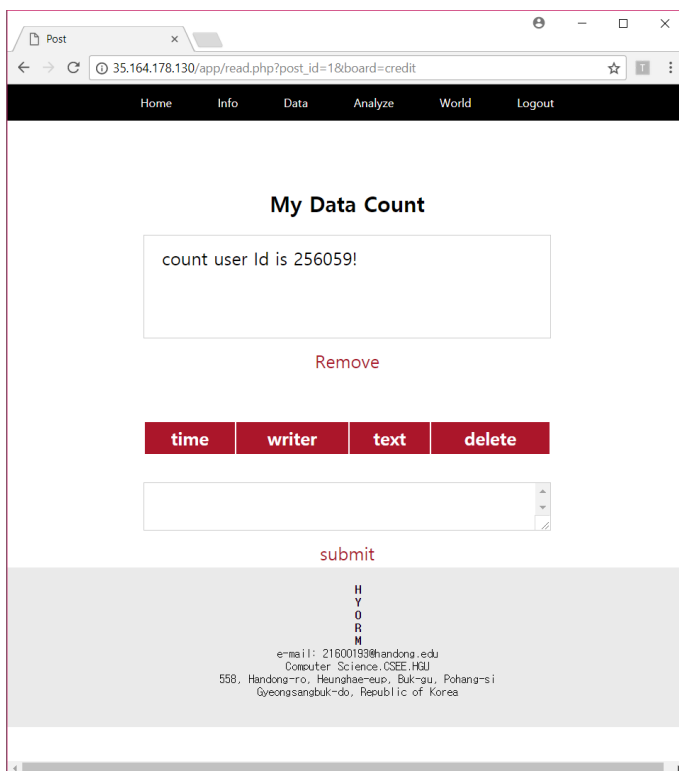 Post
35.164.178.130/app/read.php?post_id=1&board=credit
T
Home Info Data Analyze World Logout
My Data Count
count user Id is 256059!
Remove
time writer text delete
submit
H
Y
O
R
M
e-mail: 21600193@handong.edu
Computer Science.CSEE.HGU
558, Handong-ro, Heunghae-eup, Buk-gu, Pohang-si
Gyeongsangbuk-do, Republic of Korea